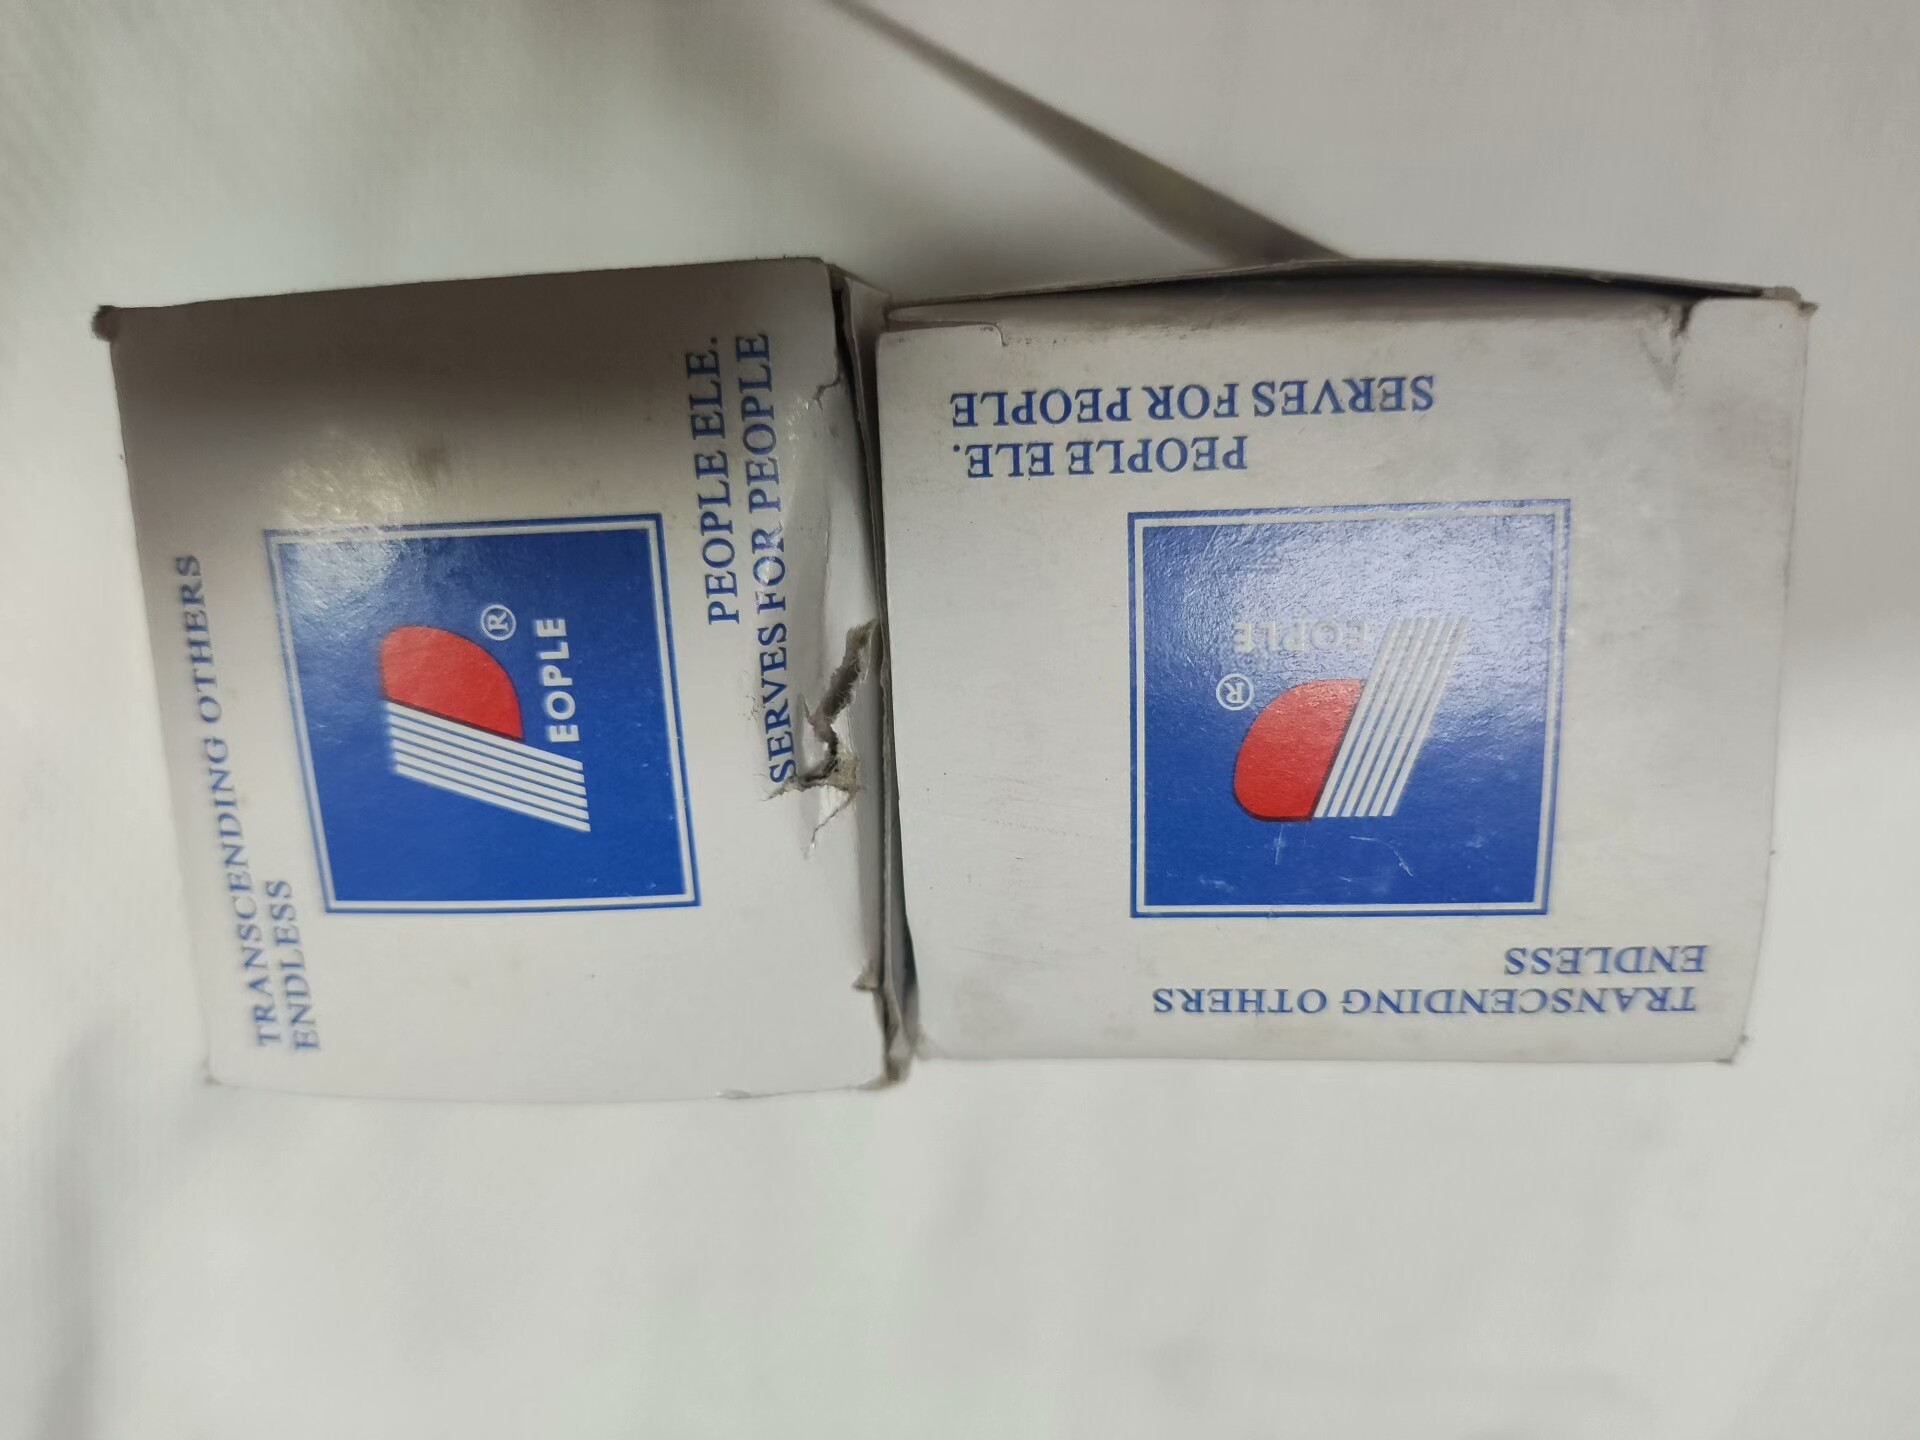 TRANSCENDING OTHERS
ENDLESS
®
EOPLE
PEOPLE ELE.
SERVES FOR PEOPLE
TRANSCENDING OTHERS
ENDLESS
®
EOPLE
PEOPLE ELE.
SERVES FOR PEOPLE